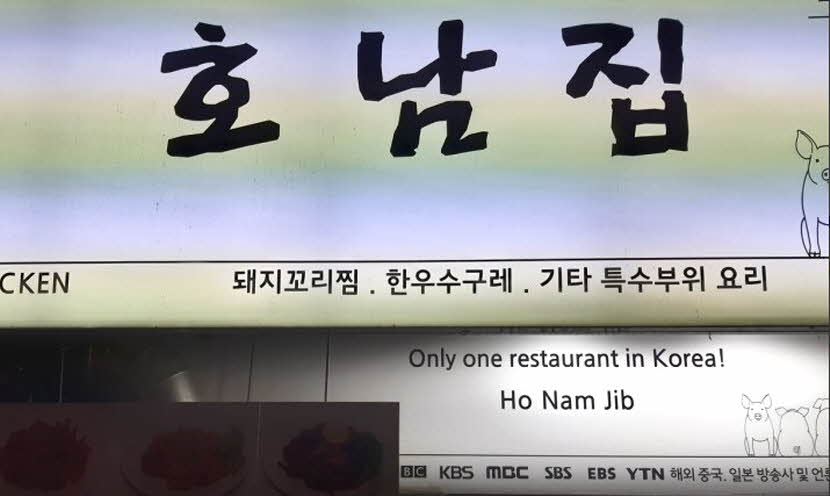 호남집
CKEN
돼지꼬리찜 . 한우수구레 . 기타 특수부위 요리
Only one restaurant in Korea!
Ho Nam Jib
BBC KBS MBC SBS EBS YTN 해외 중국, 일본 방송사 및 언